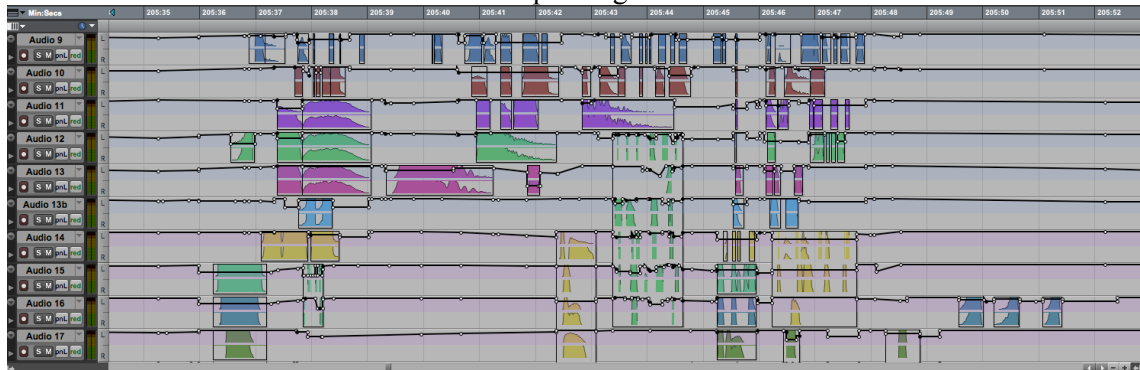 Min:Secs 205:35 205:36 205:37 205:38 205:39 205:40 205:41 205:42 205:43 205:44 205:45 205:46 205:47 205:48 205:49 205:50 205:51 205:52
Audio 9 L
S M pnL red R
Audio 10 L
S M pnL red R
Audio 11 L
S M pnL red R
Audio 12 L
S M pnL red R
Audio 13 L
S M pnL red R
Audio 13b L
S M pnL red R
Audio 14 L
S M pnL red R
Audio 15 L
S M pnL red R
Audio 16 L
S M pnL red R
Audio 17 L
S M pnL red R